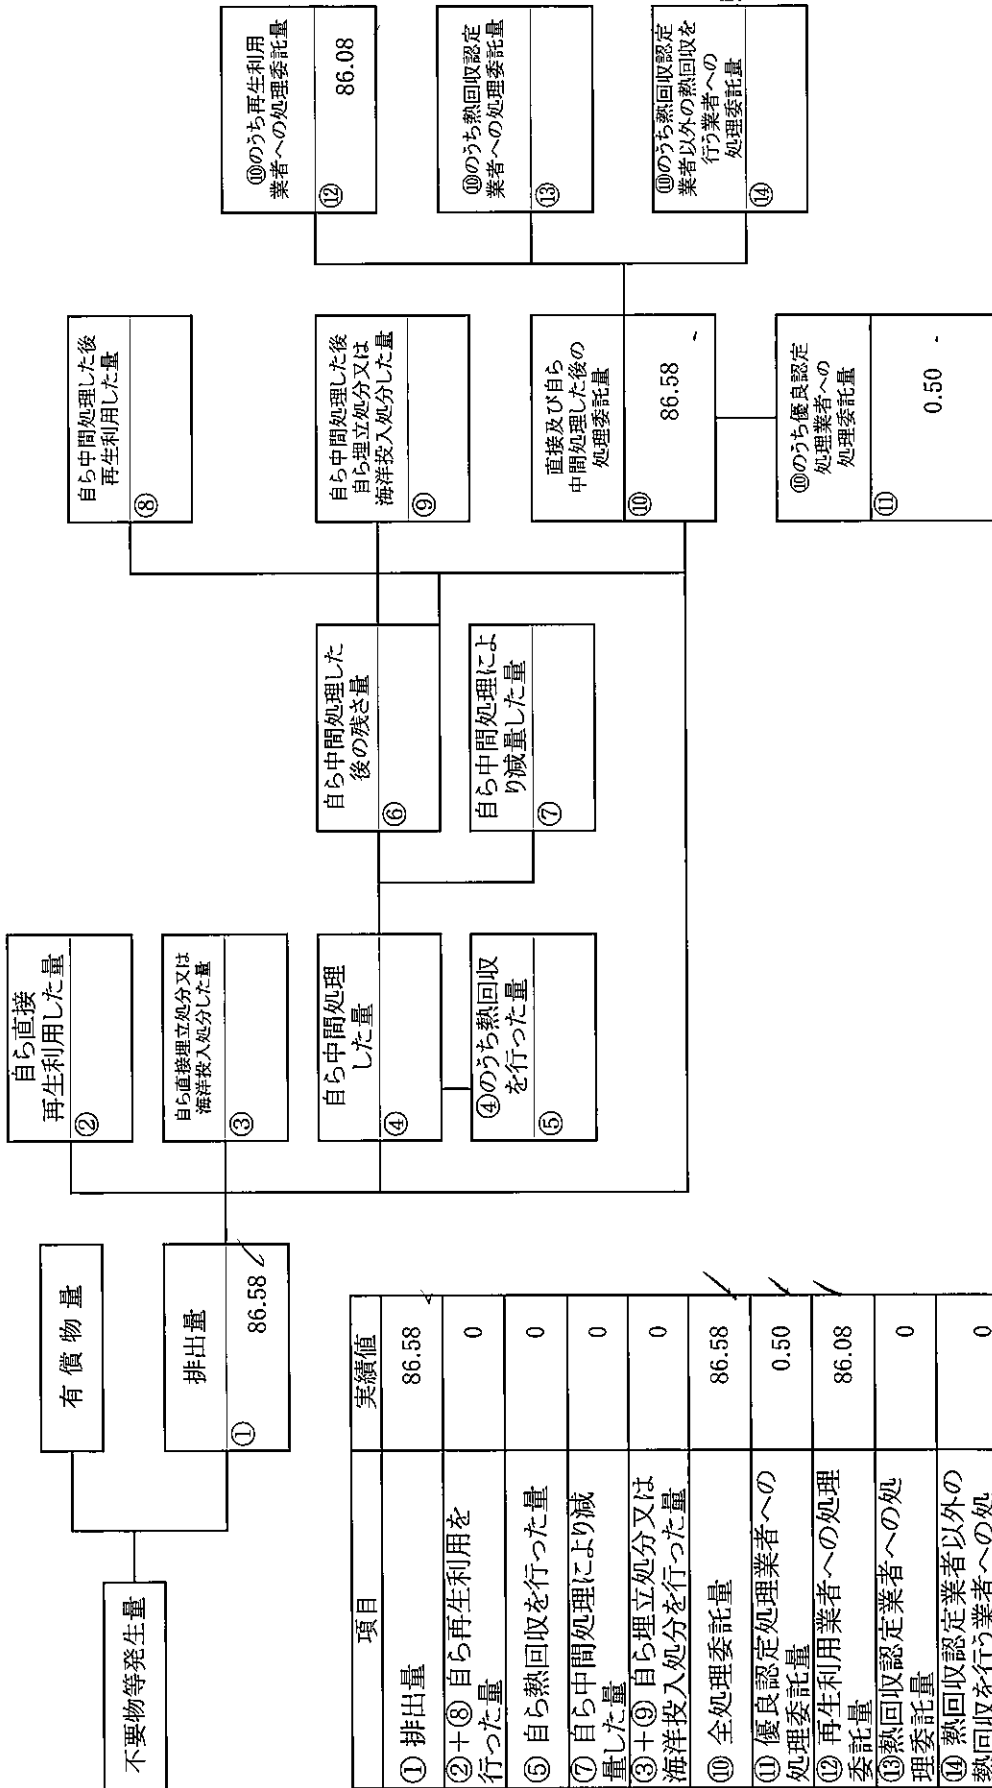 不要物等発生量
有償物量
排出量
①
86.58
自ら直接
再生利用した量
②
自ら直接埋立処分又は
海洋投入処分した量
③
自ら中間処理
した量
④
④のうち熱回収
を行った量
⑤
自ら中間処理した
後の残さ量
⑥
自ら中間処理によ
り減量した量
⑦
自ら中間処理した後
再生利用した量
⑧
自ら中間処理した後
自ら埋立処分又は
海洋投入処分した量
⑨
直接及び自ら
中間処理した後の
処理委託量
⑩
86.58
⑩のうち優良認定
処理業者への
処理委託量
⑪
0.50
⑩のうち再生利用
業者への処理委託量
⑫
86.08
⑩のうち熱回収認定
業者への処理委託量
⑬
⑩のうち熱回収認定
業者以外の熱回収を
行う業者への
処理委託量
⑭
項目 実績値
① 排出量 86.58
②+⑧ 自ら再生利用を
行った量 0
⑤ 自ら熱回収を行った量 0
⑦ 自ら中間処理により減
量した量 0
③+⑨ 自ら埋立処分又は
海洋投入処分を行った量 0
⑩ 全処理委託量 86.58
⑪ 優良認定処理業者への
処理委託量 0.50
⑫ 再生利用業者への処理
委託量 86.08
⑬熱回収認定業者への処
理委託量 0
⑭ 熱回収認定業者以外の
熱回収を行う業者への処 0